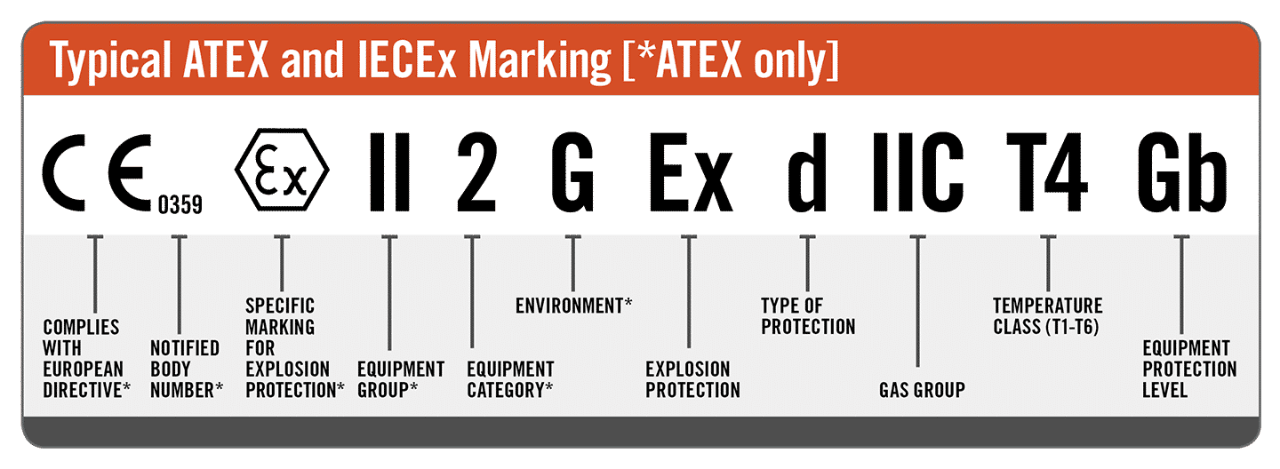 Typical ATEX and IECEx Marking [*ATEX only]
CE 0359 Ex II 2 G Ex d IIC T4 Gb
COMPLIES
WITH
EUROPEAN
DIRECTIVE*
NOTIFIED
BODY
NUMBER*
SPECIFIC
MARKING
FOR
EXPLOSION
PROTECTION*
EQUIPMENT
GROUP*
EQUIPMENT
CATEGORY*
ENVIRONMENT*
EXPLOSION
PROTECTION
TYPE OF
PROTECTION
GAS GROUP
TEMPERATURE
CLASS (T1-T6)
EQUIPMENT
PROTECTION
LEVEL